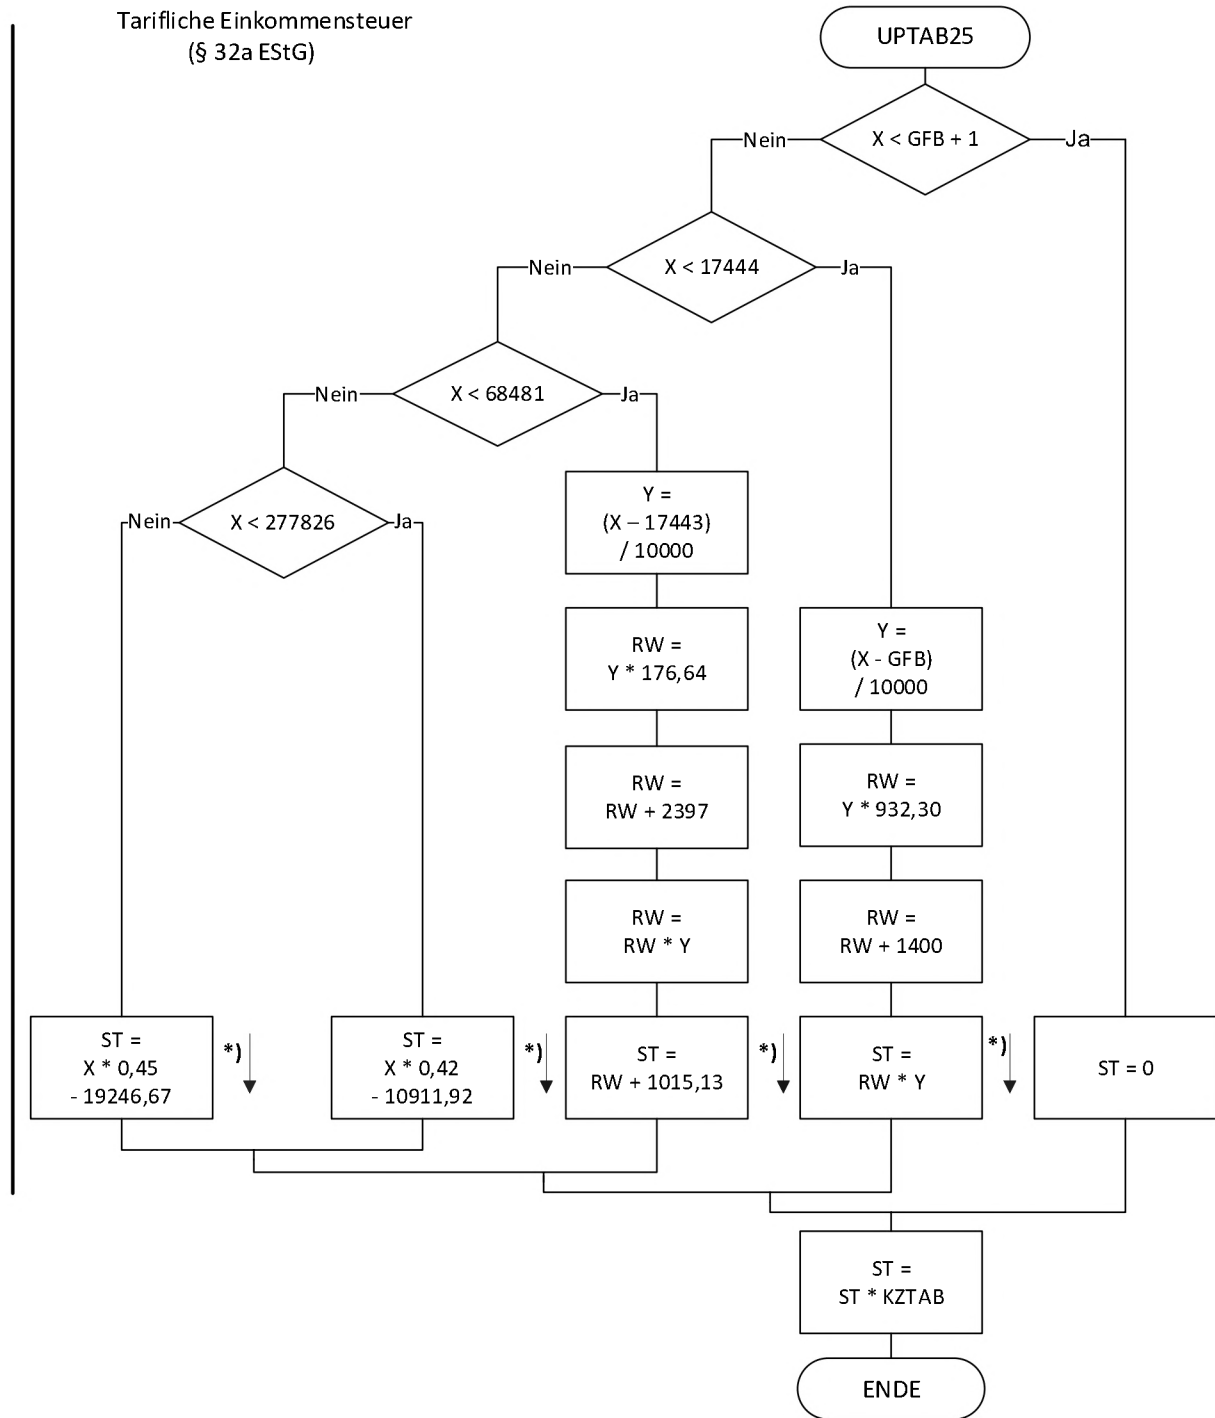 Tarifliche Einkommensteuer
(§ 32a EStG)
UPTAB25
X < GFB + 1
Nein
Ja
X < 17444
Nein
Ja
X < 68481
Nein
Ja
X < 277826
Nein
Ja
Y =
(X – 17443)
/ 10000
RW =
Y * 176,64
RW =
RW + 2397
RW =
RW * Y
Y =
(X - GFB)
/ 10000
RW =
Y * 932,30
RW =
RW + 1400
ST =
X * 0,45
- 19246,67
*)
ST =
X * 0,42
- 10911,92
*)
ST =
RW + 1015,13
*)
ST =
RW * Y
*)
ST = 0
ST =
ST * KZTAB
ENDE